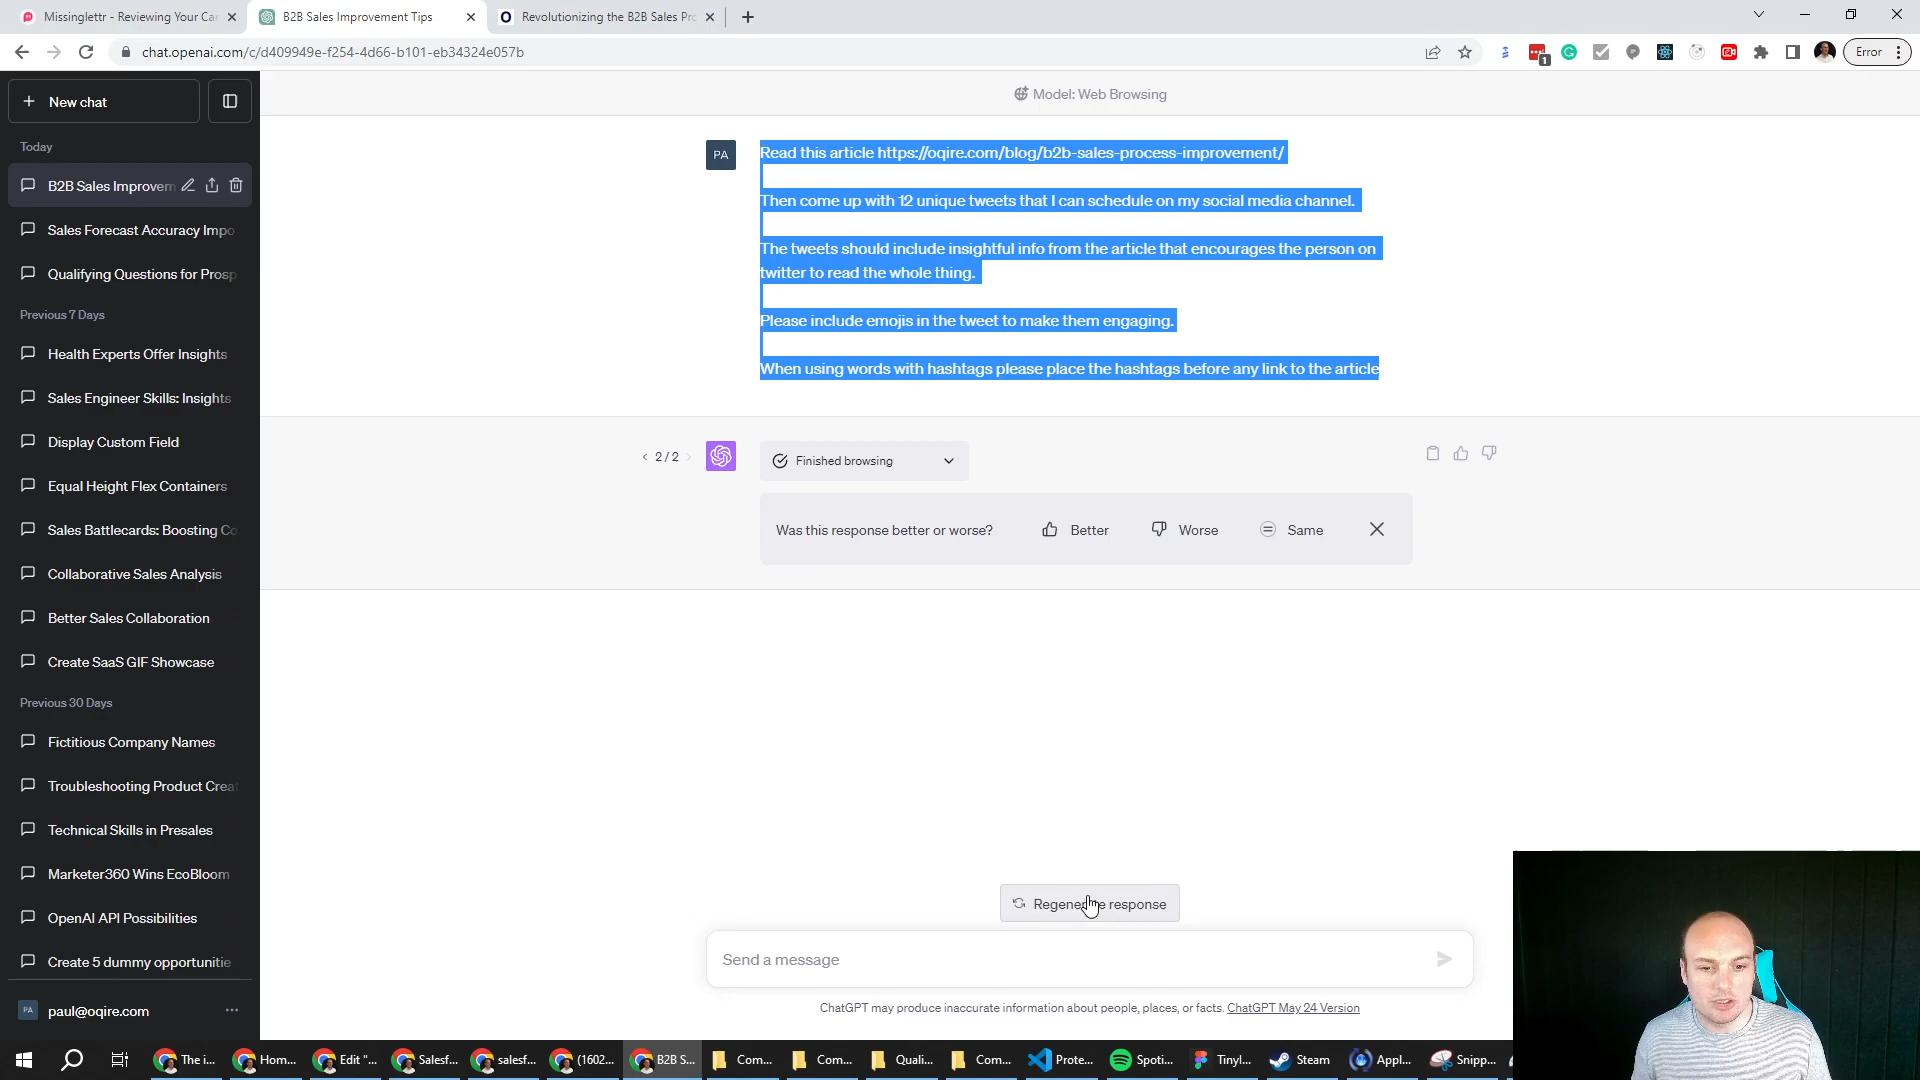 Missinglettr - Reviewing Your Ca
B2B Sales Improvement Tips
Revolutionizing the B2B Sales Pr
chat.openai.com/c/d409949e-f254-4d66-b101-eb34324e057b
1
Error
New chat
Model: Web Browsing
Today
B2B Sales Improvem
Sales Forecast Accuracy Impo
Qualifying Questions for Prosp
Previous 7 Days
Health Experts Offer Insights
Sales Engineer Skills: Insights
Display Custom Field
Equal Height Flex Containers
Sales Battlecards: Boosting Co
Collaborative Sales Analysis
Better Sales Collaboration
Create SaaS GIF Showcase
Previous 30 Days
Fictitious Company Names
Troubleshooting Product Creat
Technical Skills in Presales
Marketer360 Wins EcoBloom
OpenAI API Possibilities
Create 5 dummy opportunitie
PA
paul@oqire.com
PA
Read this article https://oqire.com/blog/b2b-sales-process-improvement/
Then come up with 12 unique tweets that I can schedule on my social media channel.
The tweets should include insightful info from the article that encourages the person on
twitter to read the whole thing.
Please include emojis in the tweet to make them engaging.
When using words with hashtags please place the hashtags before any link to the article
2 / 2
Finished browsing
Was this response better or worse?
Better
Worse
Same
Regenerate response
Send a message
ChatGPT may produce inaccurate information about people, places, or facts. ChatGPT May 24 Version
The i...
Hom...
Edit "...
Salesf...
salesf...
(1602...
B2B S...
Com...
Com...
Quali...
Com...
Prote...
Spoti...
Tinyl...
Steam
Appl...
Snipp...